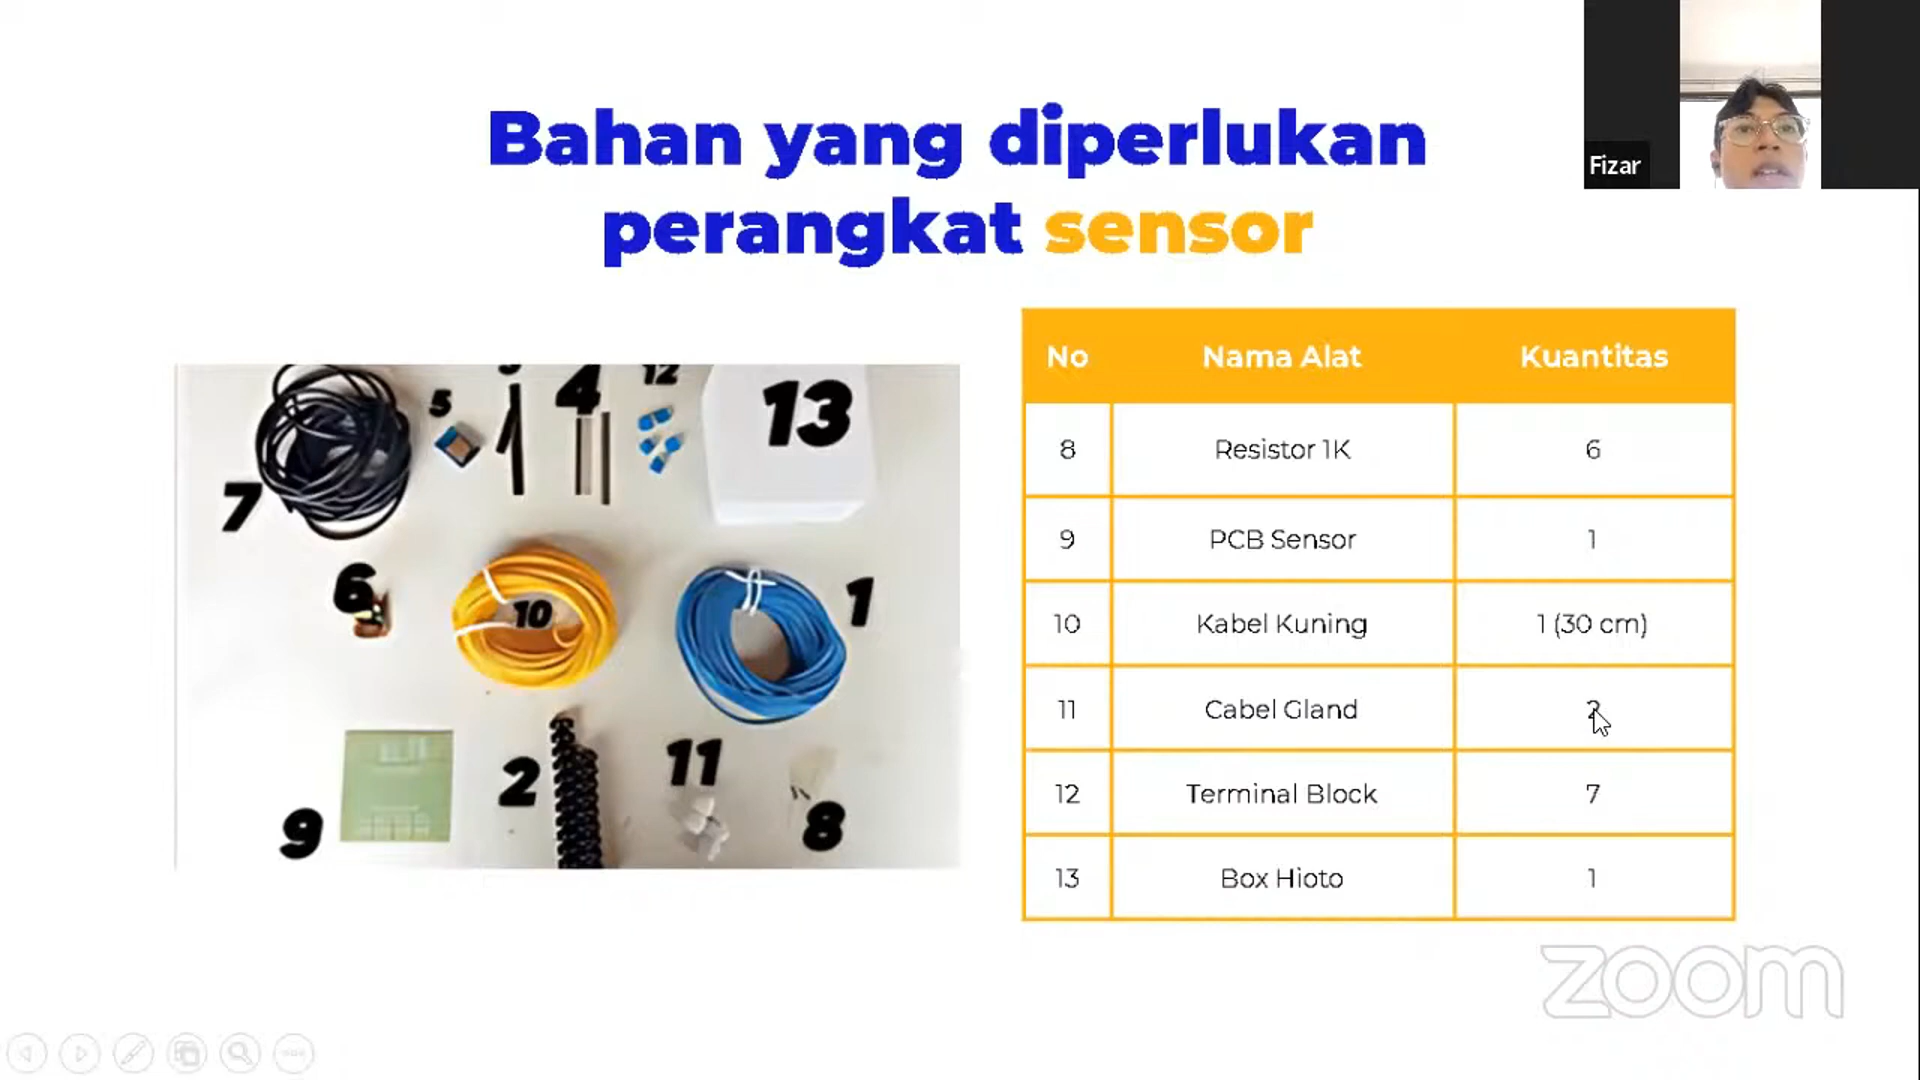 Fizar
Bahan yang diperlukan
perangkat sensor
No Nama Alat Kuantitas
8 Resistor 1K 6
9 PCB Sensor 1
10 Kabel Kuning 1 (30 cm)
11 Cabel Gland 2
12 Terminal Block 7
13 Box Hioto 1
5
4
12
13
7
6
10
1
9
2
11
8
zoom